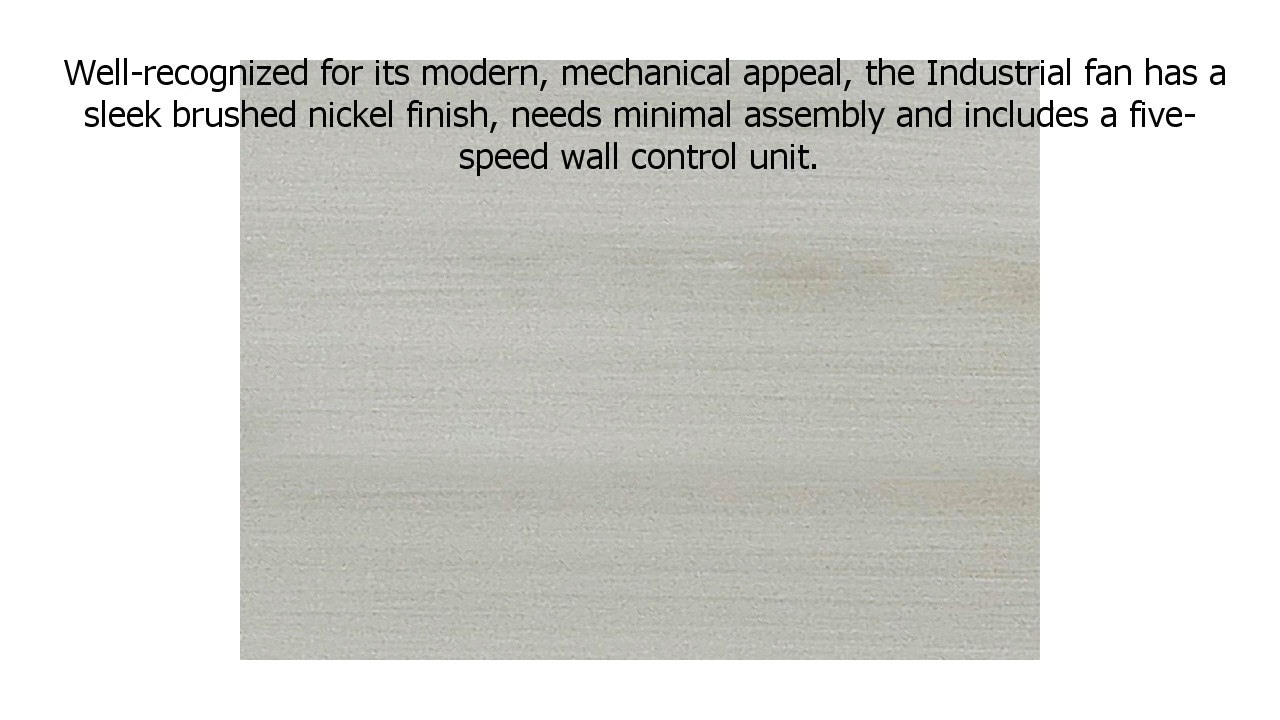 Well-recognized for its modern, mechanical appeal, the Industrial fan has a
sleek brushed nickel finish, needs minimal assembly and includes a five-
speed wall control unit.